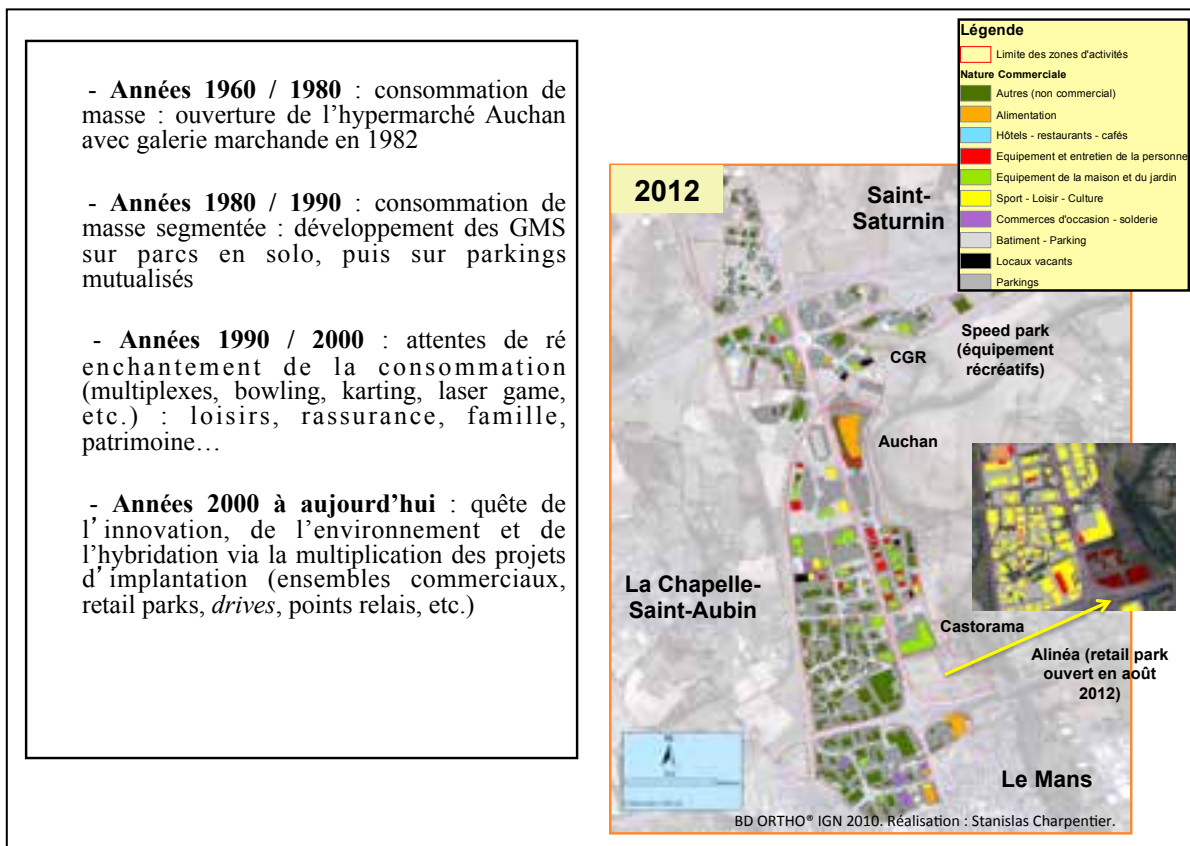 - Années 1960 / 1980 : consommation de
masse : ouverture de l'hypermarché Auchan
avec galerie marchande en 1982
- Années 1980 / 1990 : consommation de
masse segmentée : développement des GMS
sur parcs en solo, puis sur parkings
mutualisés
- Années 1990 / 2000 : attentes de ré
enchantement de la consommation
(multiplexes, bowling, karting, laser game,
etc.) : loisirs, rassurance, famille,
patrimoine…
- Années 2000 à aujourd'hui : quête de
l'innovation, de l'environnement et de
l'hybridation via la multiplication des projets
d'implantation (ensembles commerciaux,
retail parks, drives, points relais, etc.)
Légende
Limite des zones d'activités
Nature Commerciale
Autres (non commercial)
Alimentation
Hôtels - restaurants - cafés
Equipement et entretien de la personne
Equipement de la maison et du jardin
Sport - Loisir - Culture
Commerces d'occasion - solderie
Batiment - Parking
Locaux vacants
Parkings
2012
Saint-
Saturnin
CGR
Speed park
(équipement
récréatifs)
Auchan
La Chapelle-
Saint-Aubin
Castorama
Alinéa (retail park
ouvert en août
2012)
Le Mans
BD ORTHO® IGN 2010. Réalisation : Stanislas Charpentier.